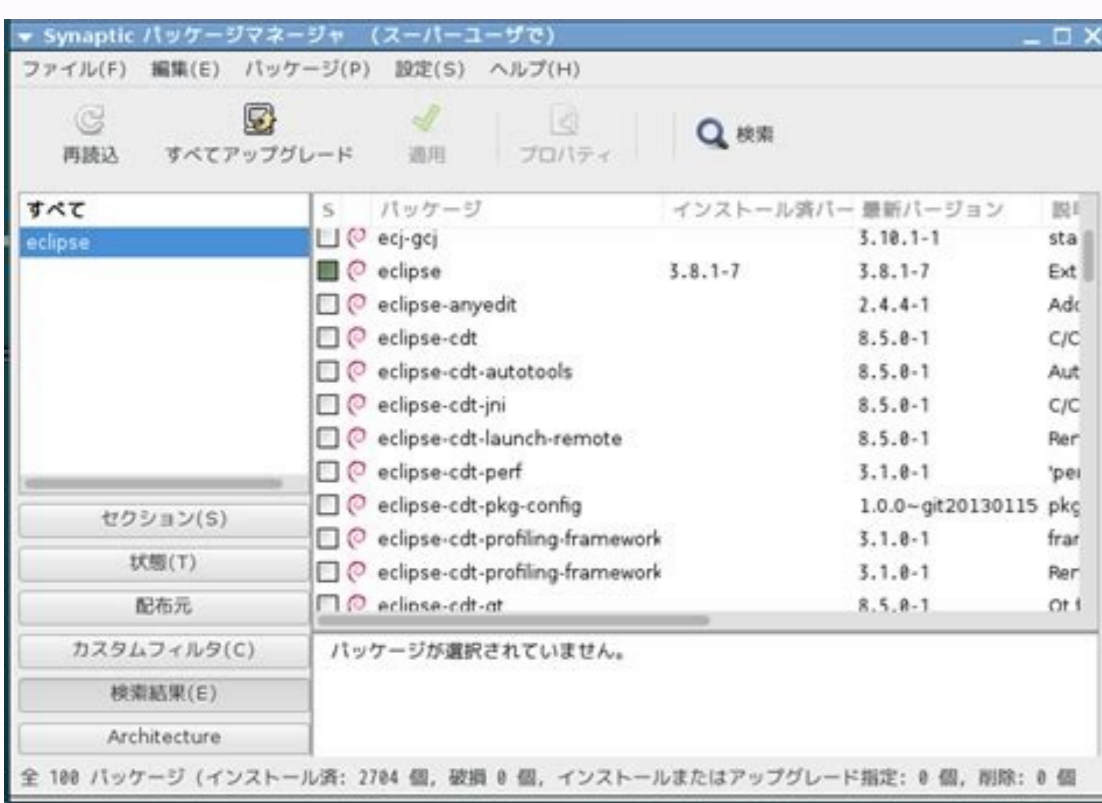 Synaptic パッケージマネージャ （スーパーユーザで）
ファイル(F) 編集(E) パッケージ(P) 設定(S) ヘルプ(H)
再読込 すべてアップグレード 適用 プロパティ 検索
すべて
eclipse
S パッケージ インストール済バー 最新バージョン 説
ecj-gcj 3.10.1-1 sta
eclipse 3.8.1-7 3.8.1-7 Ext
eclipse-anyedit 2.4.4-1 Add
eclipse-cdt 8.5.0-1 C/C
eclipse-cdt-autotools 8.5.0-1 Aut
eclipse-cdt-jni 8.5.0-1 C/C
eclipse-cdt-launch-remote 8.5.0-1 Rer
eclipse-cdt-perf 3.1.0-1 'per
eclipse-cdt-pkg-config 1.0.0~git20130115 pkg
eclipse-cdt-profiling-framework 3.1.0-1 frar
eclipse-cdt-profiling-framework 3.1.0-1 Rer
eclipse-cdt-qt 8.5.0-1 Qt f
セクション(S)
状態(T)
配布元
カスタムフィルタ(C)
検索結果(E)
Architecture
パッケージが選択されていません。
全 100 パッケージ (インストール済: 2704 個, 破損 0 個, インストールまたはアップグレード指定: 0 個, 削除: 0 個